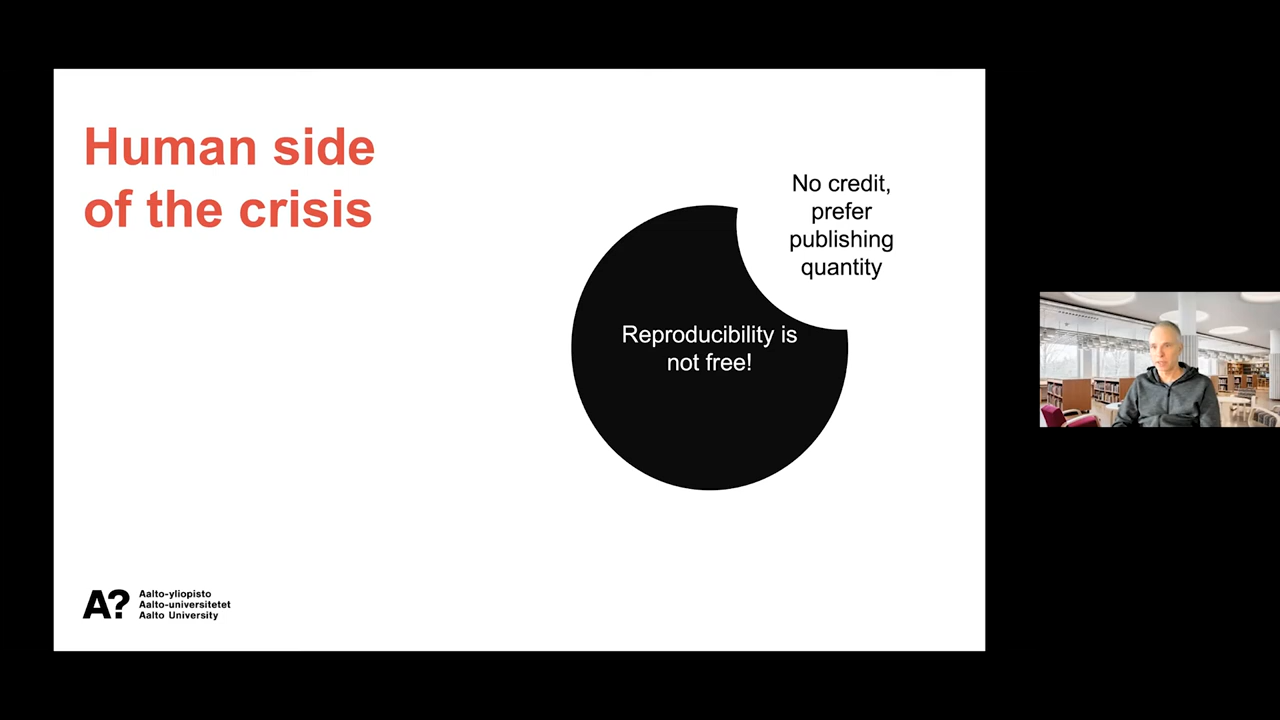 Human side
of the crisis
No credit,
prefer
publishing
quantity
Reproducibility is
not free!
A?
Aalto-yliopisto
Aalto-universitetet
Aalto University